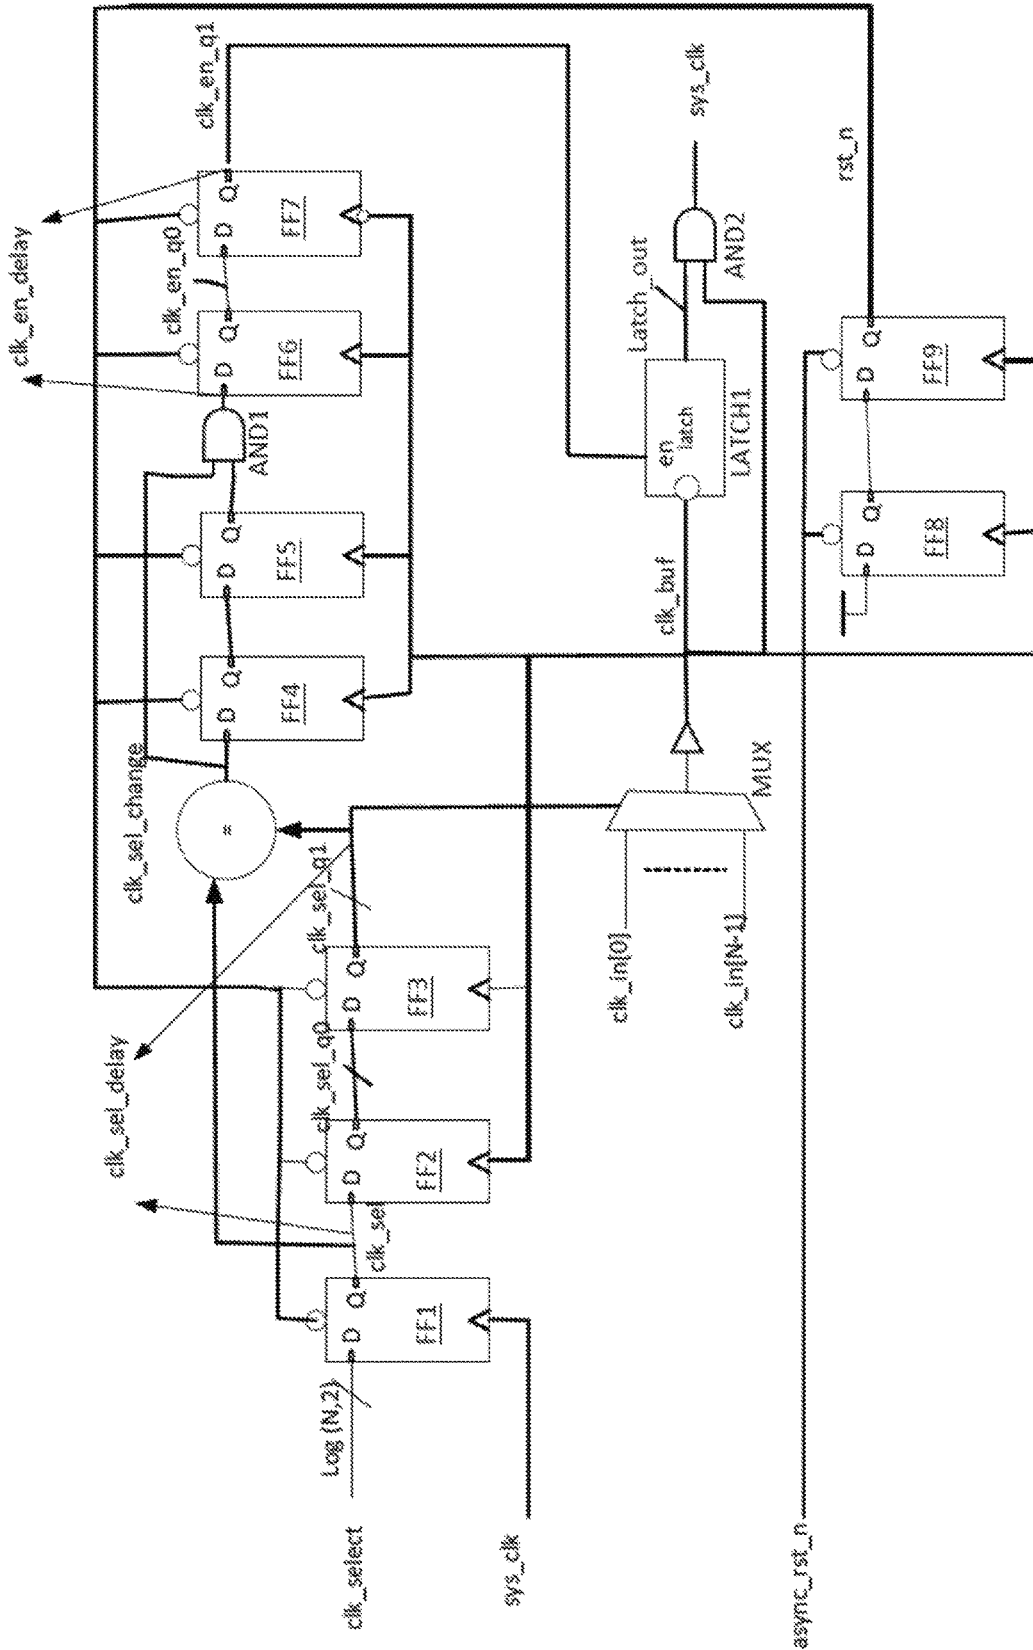 clk_en_delay
clk_en_q1
clk_en_q0
D Q
FF7
D Q
FF6
AND1
D Q
FF5
D Q
FF4
clk_sel_change
=
clk_sel_delay
clk_sel_q1
D Q
FF3
clk_sel_q0
D Q
FF2
clk_sel
D Q
FF1
Log (N,2)
clk_select
sys_clk
clk_in[0]
clk_in[N-1]
MUX
clk_buf
en
latch
LATCH1
Latch_out
AND2
sys_clk
async_rst_n
D Q
FF8
D Q
FF9
rst_n